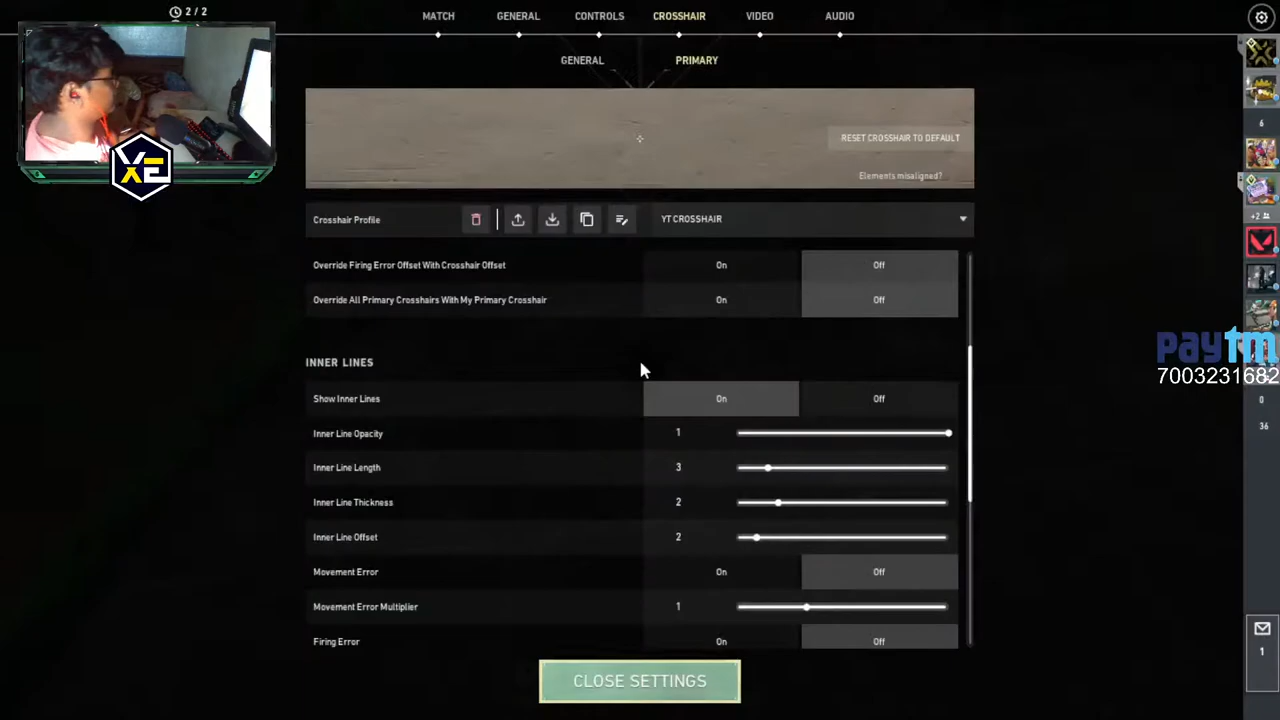 2 / 2
MATCH
GENERAL
CONTROLS
CROSSHAIR
VIDEO
AUDIO
GENERAL
PRIMARY
RESET CROSSHAIR TO DEFAULT
Elements misaligned?
Crosshair Profile
YT CROSSHAIR
Override Firing Error Offset With Crosshair Offset
On
Off
Override All Primary Crosshairs With My Primary Crosshair
On
Off
INNER LINES
Show Inner Lines
On
Off
Inner Line Opacity
1
Inner Line Length
3
Inner Line Thickness
2
Inner Line Offset
2
Movement Error
On
Off
Movement Error Multiplier
1
Firing Error
On
Off
CLOSE SETTINGS
XE
6
+2
paytm
7003231682
0
36
1